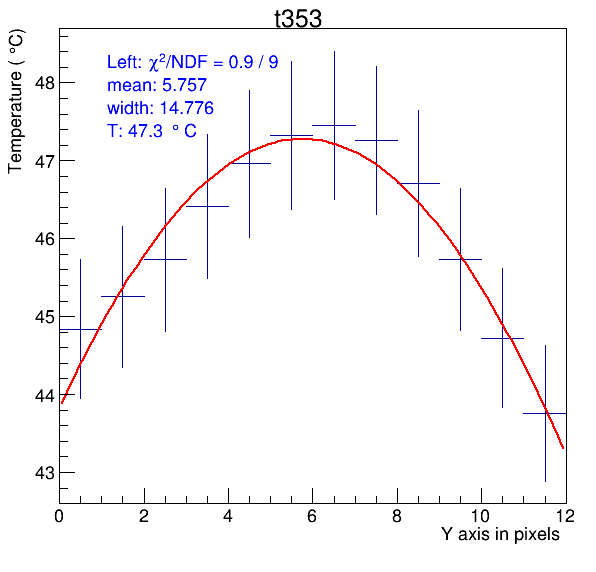 t353
Temperature ( °C)
Left: χ²/NDF = 0.9 / 9
mean: 5.757
width: 14.776
T: 47.3 ° C
48
47
46
45
44
43
0 2 4 6 8 10 12
Y axis in pixels